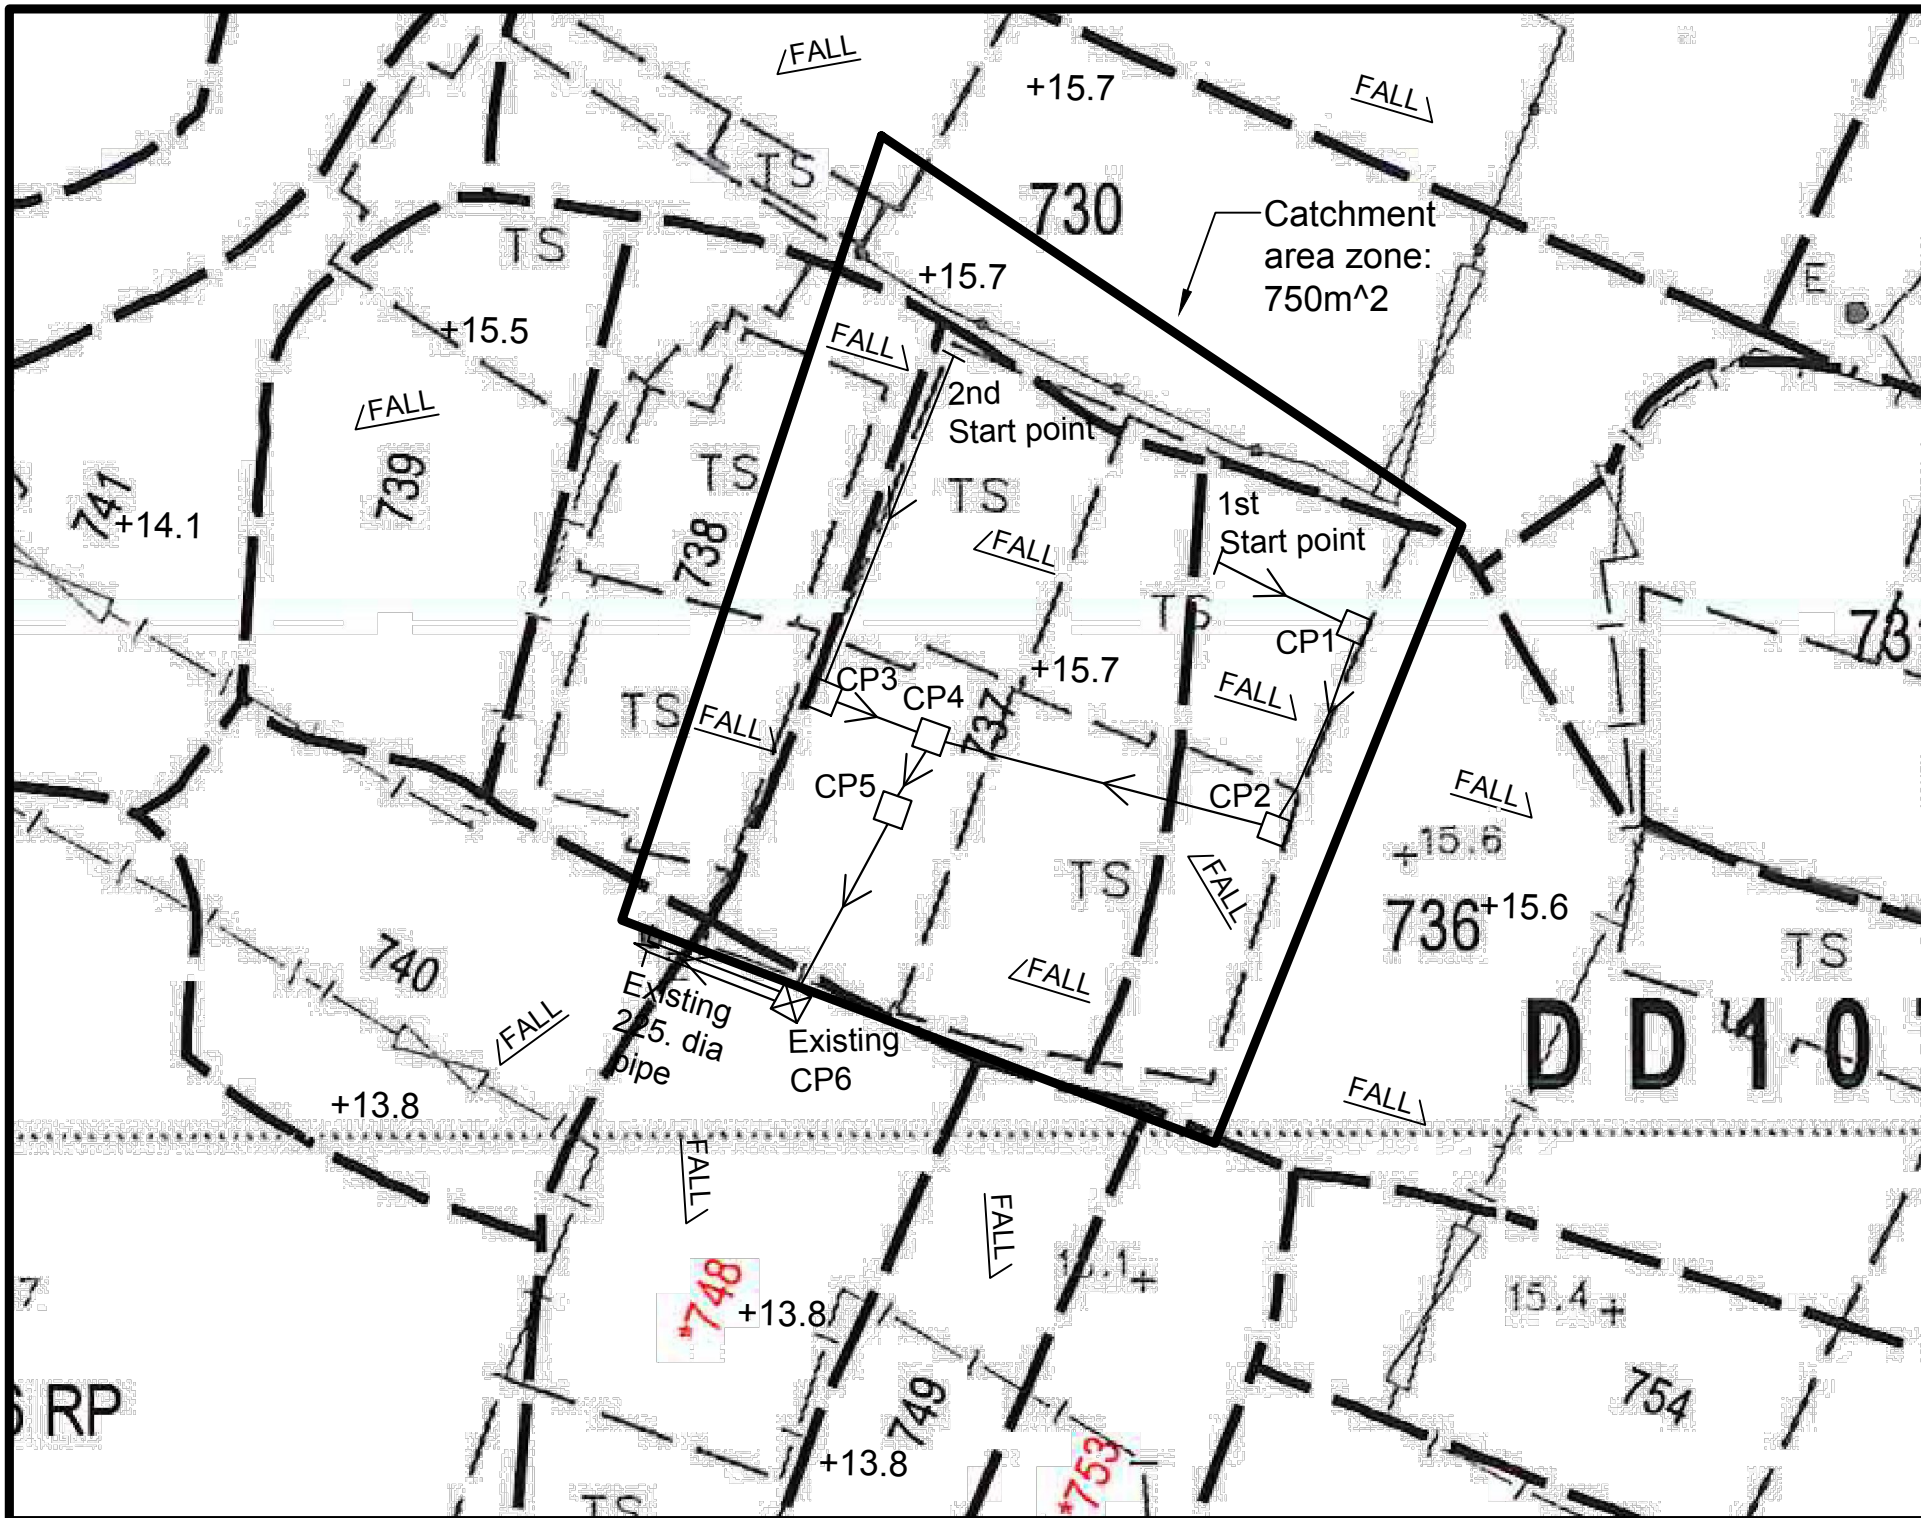 FALL
+15.7
FALL
TS
730
Catchment
area zone:
750m^2
TS
+15.7
E
+15.5
FALL
2nd
Start point
FALL
741
+14.1
739
TS
738
TS
FALL
1st
Start point
TS
CP1
73
+15.7
CP3
CP4
737
FALL
TS
FALL
CP5
CP2
FALL
+15.6
736
+15.6
TS
FALL
TS
740
FALL
Existing
225. dia
pipe
Existing
CP6
FALL
DD10
+13.8
FALL
FALL
FALL
*748
+13.8
15.4+
7
6 RP
749
754
+13.8
*753
TS